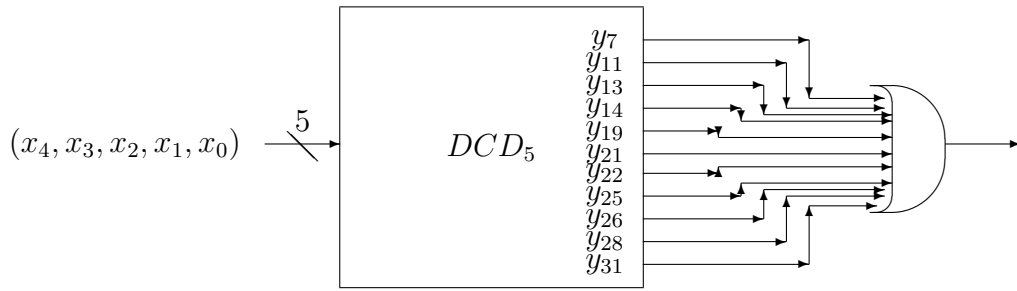 y₇
y₁₁
y₁₃
y₁₄
5
y₁₉
(x₄, x₃, x₂, x₁, x₀)
DCD₅
y₂₁
y₂₂
y₂₅
y₂₆
y₂₈
y₃₁